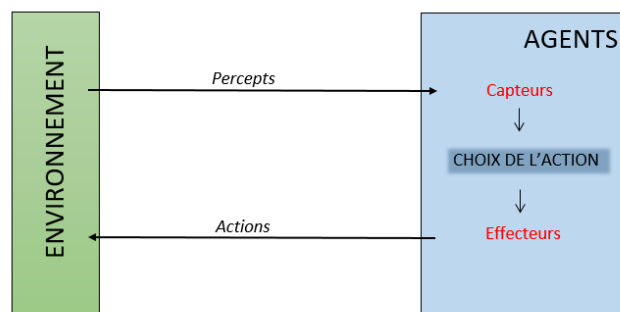 ENVIRONNEMENT
AGENTS
Percepts
Capteurs
CHOIX DE L'ACTION
Actions
Effecteurs